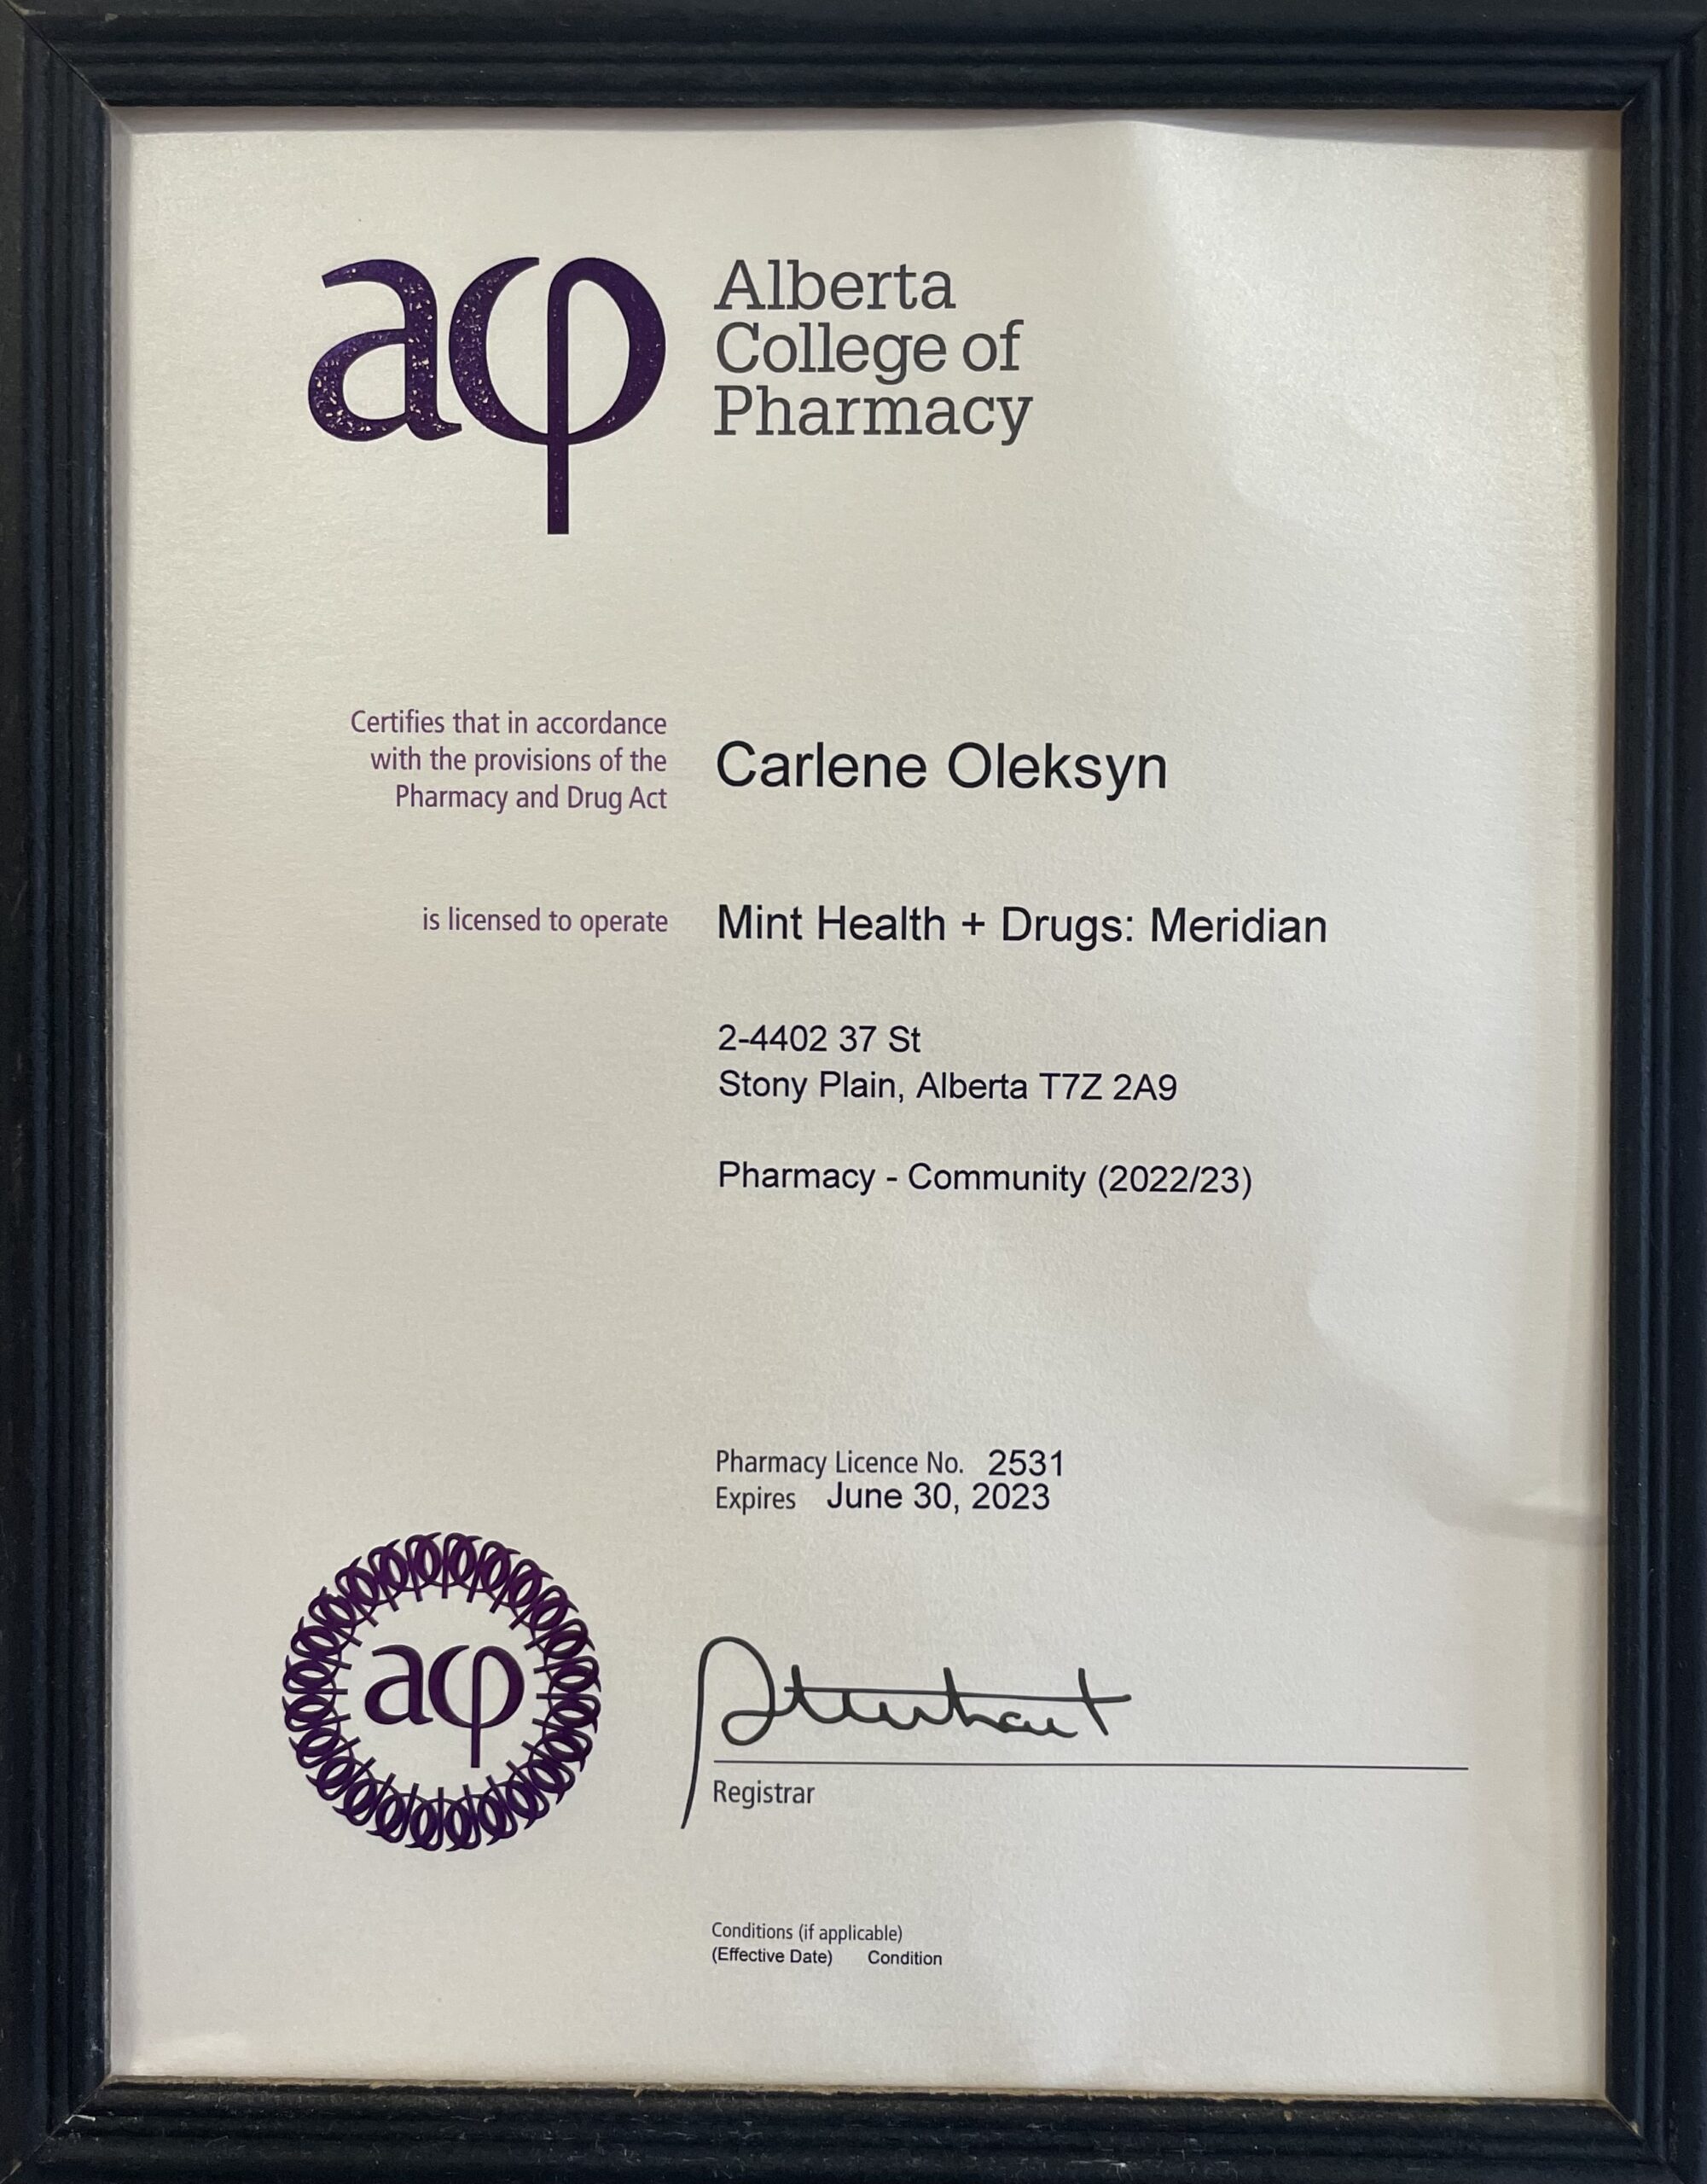 acp
Alberta
College of
Pharmacy
Certifies that in accordance
with the provisions of the
Pharmacy and Drug Act
Carlene Oleksyn
is licensed to operate
Mint Health + Drugs: Meridian
2-4402 37 St
Stony Plain, Alberta T7Z 2A9
Pharmacy - Community (2022/23)
Pharmacy Licence No. 2531
Expires June 30, 2023
acp
Registrar
Conditions (if applicable)
(Effective Date) Condition